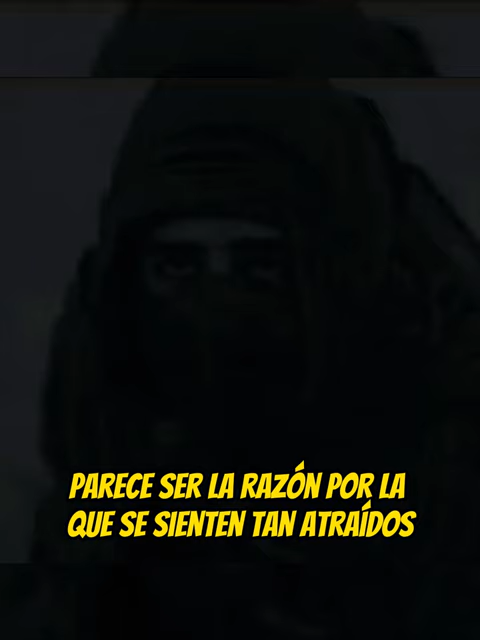 PARECE SER LA RAZÓN POR LA
QUE SE SIENTEN TAN ATRAÍDOS